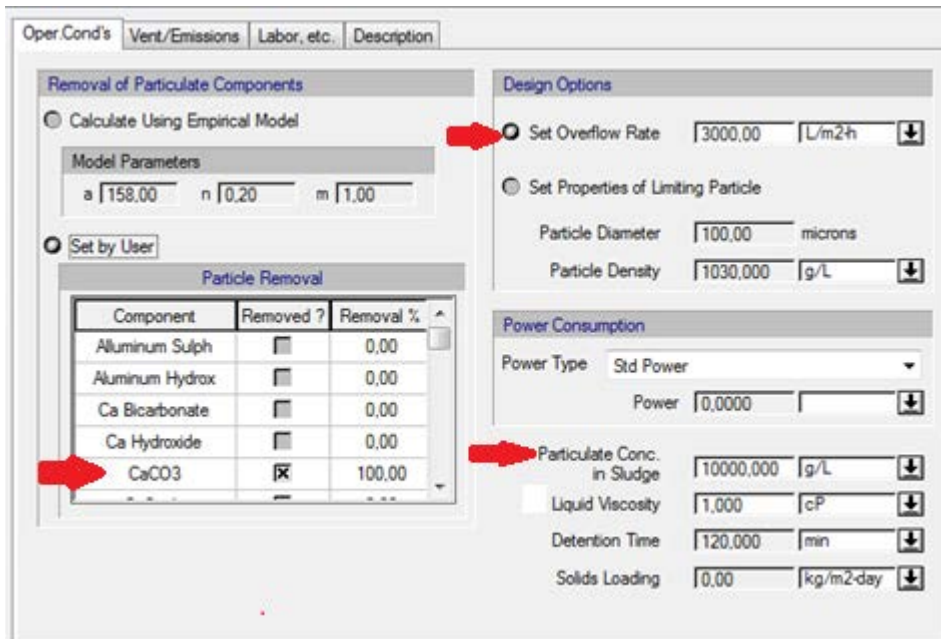 Oper.Cond's Vent/Emissions Labor, etc. Description
Removal of Particulate Components
Calculate Using Empirical Model
Model Parameters
a 158,00 n 0,20 m 1,00
Set by User
Particle Removal
Component Removed ? Removal %
Alluminum Sulph 0,00
Aluminum Hydrox 0,00
Ca Bicarbonate 0,00
Ca Hydroxide 0,00
CaCO3 100,00
Design Options
Set Overflow Rate 3000,00 L/m2-h
Set Properties of Limiting Particle
Particle Diameter 100,00 microns
Particle Density 1030,000 g/L
Power Consumption
Power Type Std Power
Power 0,0000
Particulate Conc.
in Sludge 10000,000 g/L
Liquid Viscosity 1,000 cP
Detention Time 120,000 min
Solids Loading 0,00 kg/m2-day